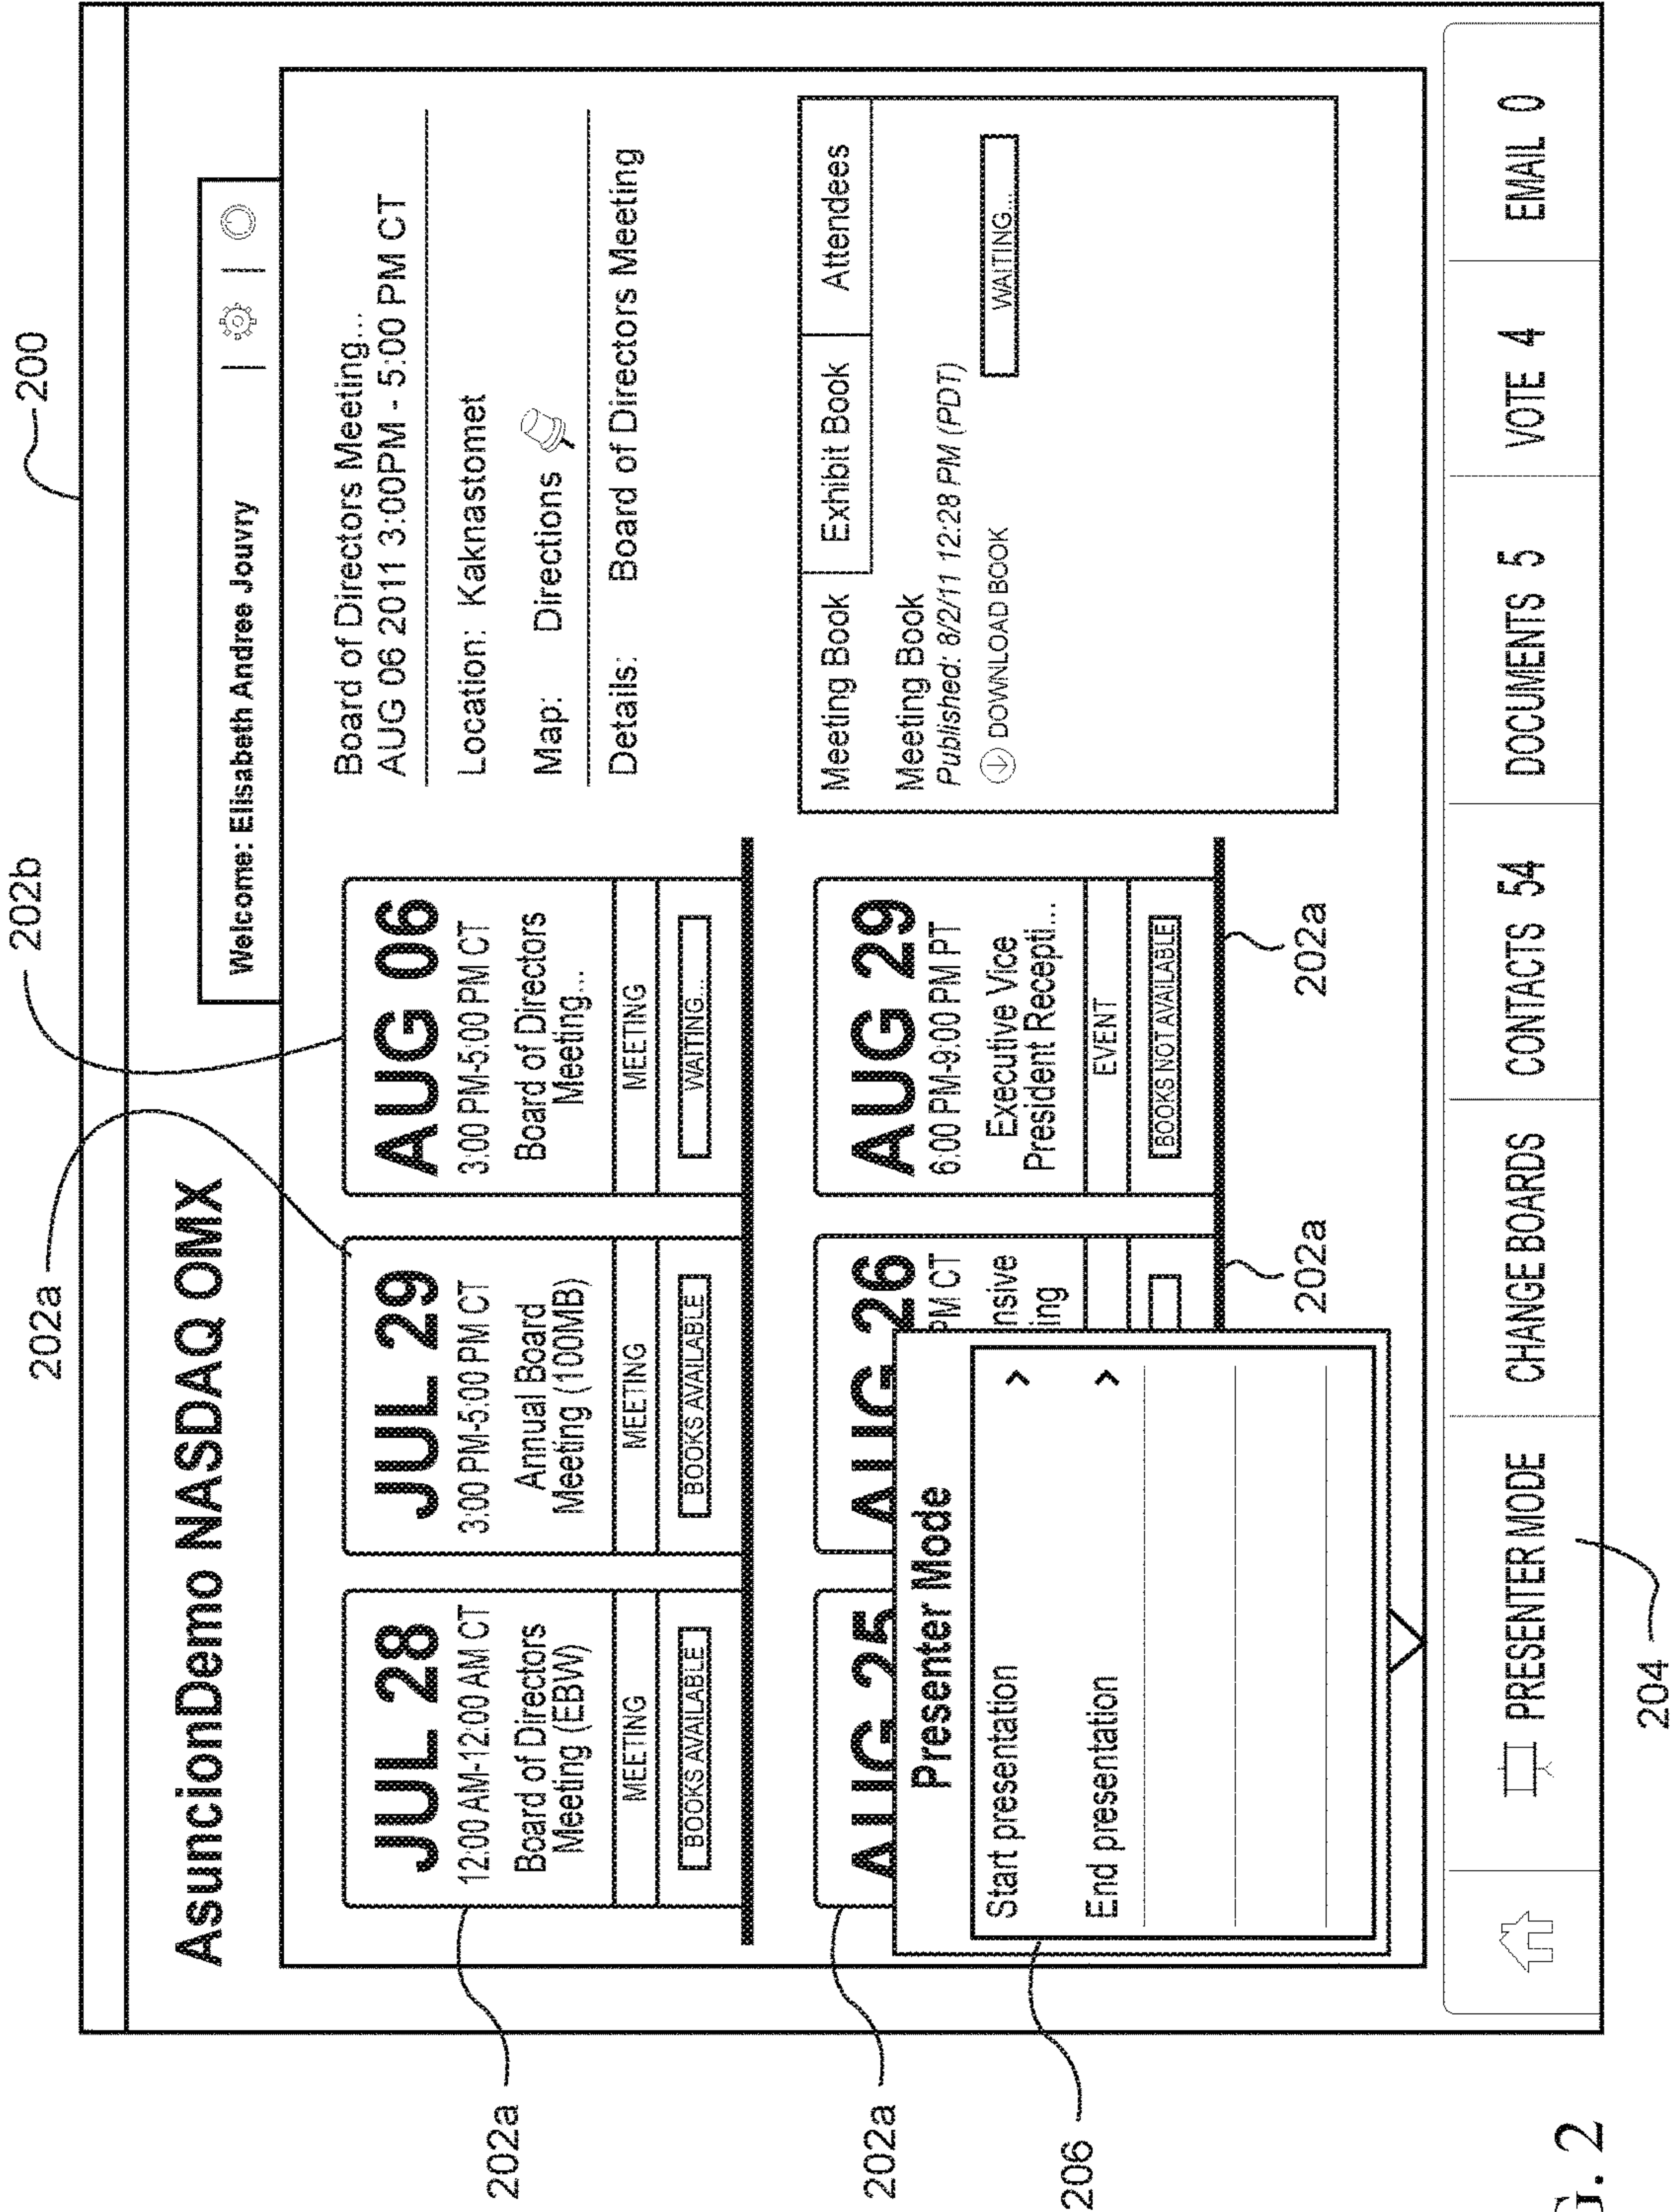 200
202b
202a
AsuncionDemo NASDAQ OMX
Welcome: Elisabeth Andree Jouvry
JUL 28
12:00 AM-12:00 AM CT
Board of Directors
Meeting (EBW)
MEETING
BOOKS AVAILABLE
JUL 29
3:00 PM-5:00 PM CT
Annual Board
Meeting (100MB)
MEETING
BOOKS AVAILABLE
AUG 06
3:00 PM-5:00 PM CT
Board of Directors
Meeting...
MEETING
WAITING...
202a
AUG 25
AUG 26
PM CT
nsive
ing
AUG 29
6:00 PM-9:00 PM PT
Executive Vice
President Recepti...
EVENT
BOOKS NOT AVAILABLE
202a
202a
202a
Presenter Mode
Start presentation >
End presentation >
206
Board of Directors Meeting...
AUG 06 2011 3:00PM - 5:00 PM CT
Location: Kaknastomet
Map: Directions
Details: Board of Directors Meeting
Meeting Book Exhibit Book Attendees
Meeting Book
Published: 8/2/11 12:28 PM (PDT)
DOWNLOAD BOOK
WAITING...
PRESENTER MODE CHANGE BOARDS CONTACTS 54 DOCUMENTS 5 VOTE 4 EMAIL 0
204
G. 2